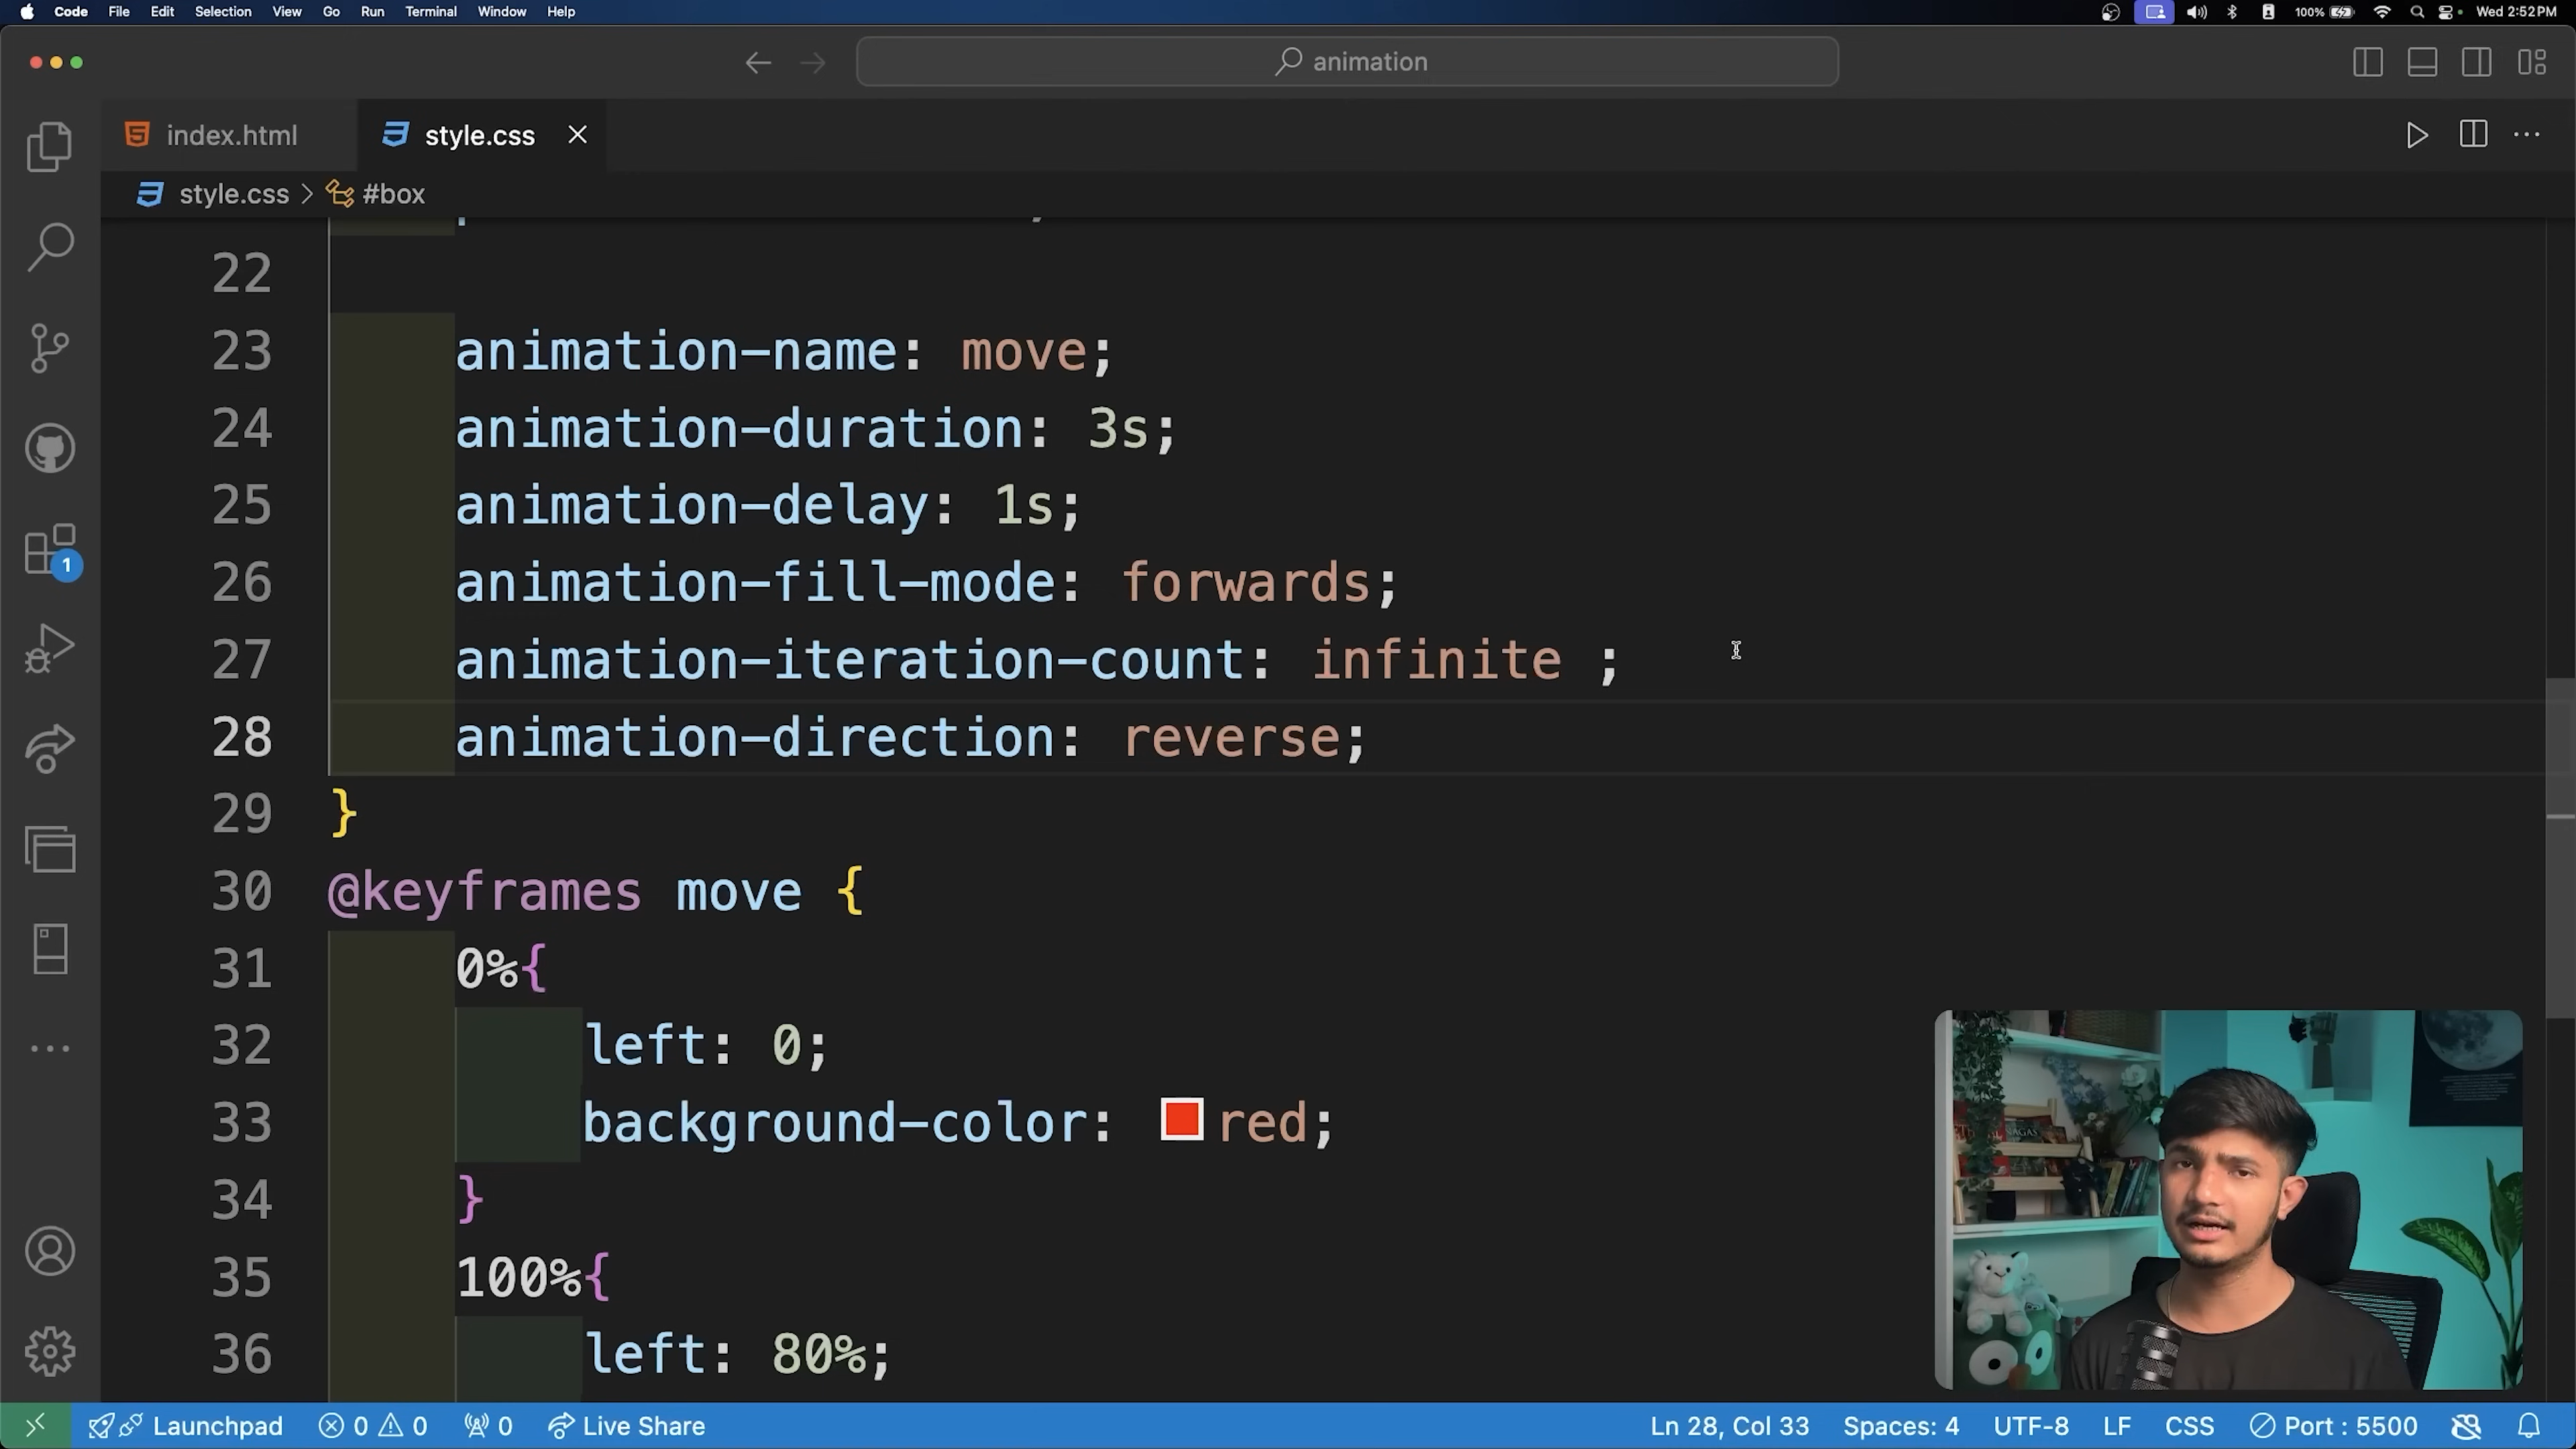 Code File Edit Selection View Go Run Terminal Window Help 100% Wed 2:52 PM
animation
index.html style.css
style.css > #box
22
23 animation-name: move;
24 animation-duration: 3s;
25 animation-delay: 1s;
26 animation-fill-mode: forwards;
27 animation-iteration-count: infinite ;
28 animation-direction: reverse;
29 }
30 @keyframes move {
31 0%{
32 left: 0;
33 background-color: red;
34 }
35 100%{
36 left: 80%;
1
Launchpad 0 0 0 Live Share Ln 28, Col 33 Spaces: 4 UTF-8 LF CSS Port : 5500